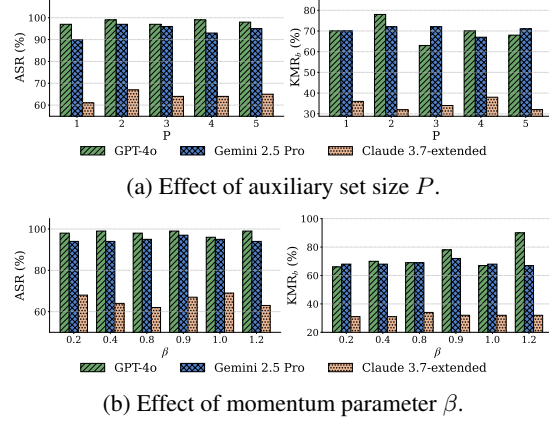 ASR (%)
100
90
80
70
60
1 2 3 4 5
P
KMR_b (%)
80
70
60
50
40
30
1 2 3 4 5
P
GPT-4o Gemini 2.5 Pro Claude 3.7-extended
(a) Effect of auxiliary set size P.
ASR (%)
100
80
60
0.2 0.4 0.8 0.9 1.0 1.2
β
KMR_b (%)
100
80
60
40
20
0.2 0.4 0.8 0.9 1.0 1.2
β
GPT-4o Gemini 2.5 Pro Claude 3.7-extended
(b) Effect of momentum parameter β.